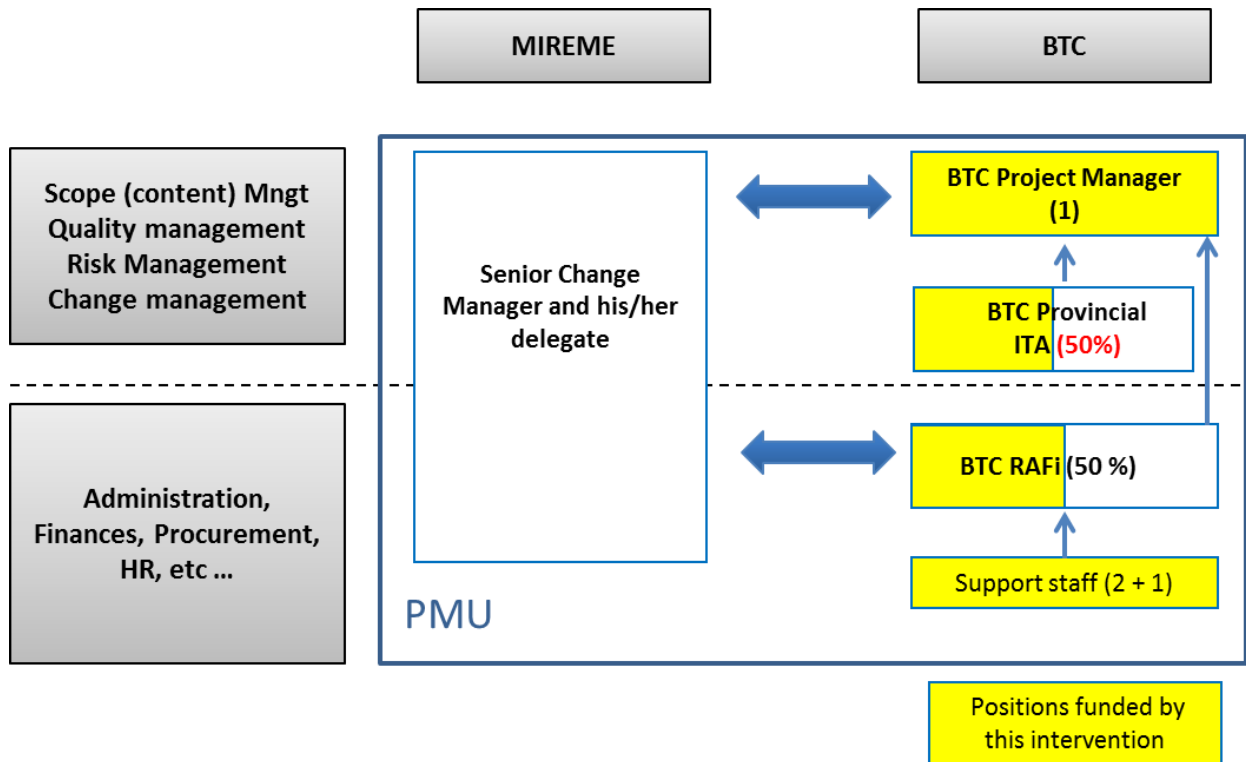 MIREME
BTC
Scope (content) Mngt
Quality management
Risk Management
Change management
Senior Change
Manager and his/her
delegate
BTC Project Manager
(1)
BTC Provincial
ITA (50%)
Administration,
Finances, Procurement,
HR, etc ...
BTC RAFi (50 %)
Support staff (2 + 1)
PMU
Positions funded by
this intervention